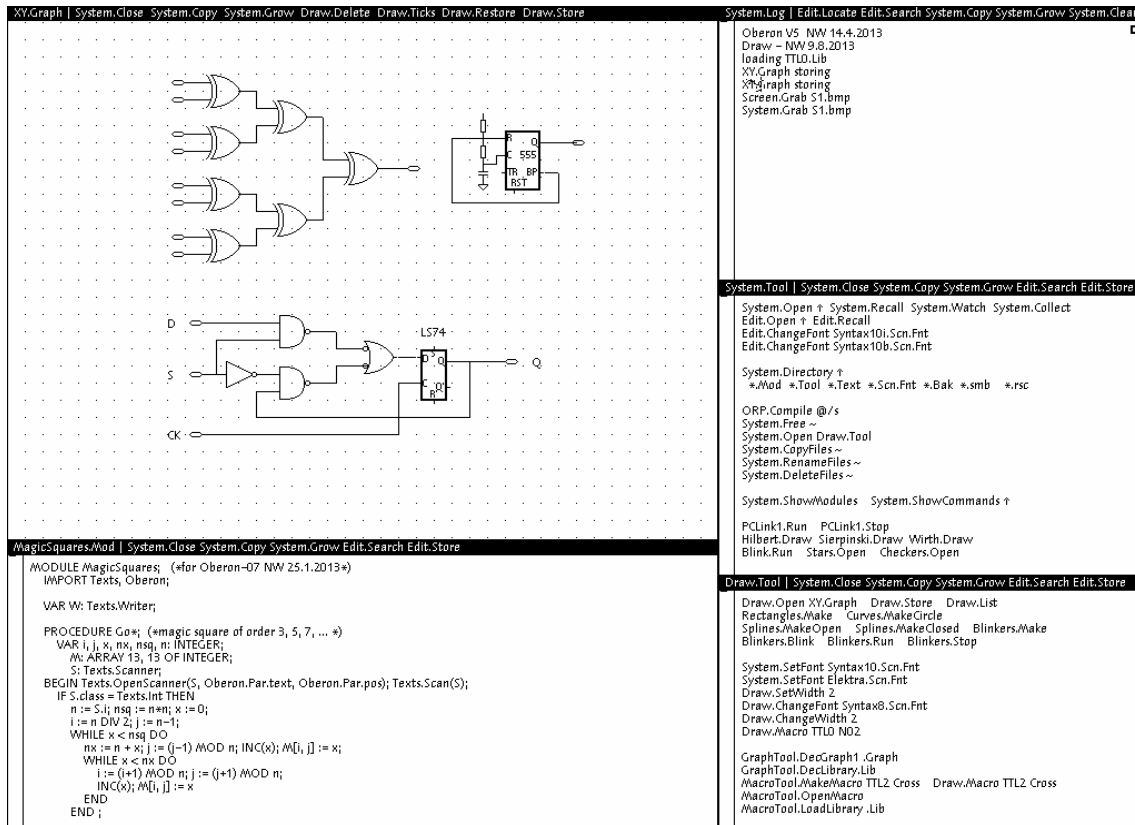 XY.Graph | System.Close System.Copy System.Grow Draw.Delete Draw.Ticks Draw.Restore Draw.Store
R Q
C 555
TR BP
RST
D
S
CK
LS74
D S Q
C Q'
R
Q
MagicSquares.Mod | System.Close System.Copy System.Grow Edit.Search Edit.Store
MODULE MagicSquares; (*for Oberon-07 NW 25.1.2013*)
IMPORT Texts, Oberon;
VAR W: Texts.Writer;
PROCEDURE Go*; (*magic square of order 3, 5, 7, ... *)
VAR i, j, x, nx, nsq, n: INTEGER;
M: ARRAY 13, 13 OF INTEGER;
S: Texts.Scanner;
BEGIN Texts.OpenScanner(S, Oberon.Par.text, Oberon.Par.pos); Texts.Scan(S);
IF S.class = Texts.Int THEN
n := S.i; nsq := n*n; x := 0;
i := n DIV 2; j := n-1;
WHILE x < nsq DO
nx := n + x; j := (j-1) MOD n; INC(x); M[i, j] := x;
WHILE x < nx DO
i := (i+1) MOD n; j := (j+1) MOD n;
INC(x); M[i, j] := x
END
END ;
System.Log | Edit.Locate Edit.Search System.Copy System.Grow System.Clear
Oberon V5 NW 14.4.2013
Draw - NW 9.8.2013
loading TTL0.Lib
XY.Graph storing
XY.Graph storing
Screen.Grab S1.bmp
System.Grab S1.bmp
System.Tool | System.Close System.Copy System.Grow Edit.Search Edit.Store
System.Open ↑ System.Recall System.Watch System.Collect
Edit.Open ↑ Edit.Recall
Edit.ChangeFont Syntax10i.Scn.Fnt
Edit.ChangeFont Syntax10b.Scn.Fnt
System.Directory ↑
*.Mod *.Tool *.Text *.Scn.Fnt *.Bak *.smb *.rsc
ORP.Compile @/s
System.Free ~
System.Open Draw.Tool
System.CopyFiles ~
System.RenameFiles ~
System.DeleteFiles ~
System.ShowModules System.ShowCommands ↑
PCLink1.Run PCLink1.Stop
Hilbert.Draw Sierpinski.Draw Wirth.Draw
Blink.Run Stars.Open Checkers.Open
Draw.Tool | System.Close System.Copy System.Grow Edit.Search Edit.Store
Draw.Open XY.Graph Draw.Store Draw.List
Rectangles.Make Curves.MakeCircle
Splines.MakeOpen Splines.MakeClosed Blinkers.Make
Blinkers.Blink Blinkers.Run Blinkers.Stop
System.SetFont Syntax10.Scn.Fnt
System.SetFont Elektra.Scn.Fnt
Draw.SetWidth 2
Draw.ChangeFont Syntax8.Scn.Fnt
Draw.ChangeWidth 2
Draw.Macro TTL0 N02
GraphTool.DecGraph1 .Graph
GraphTool.DecLibrary.Lib
MacroTool.MakeMacro TTL2 Cross Draw.Macro TTL2 Cross
MacroTool.OpenMacro
MacroTool.LoadLibrary .Lib